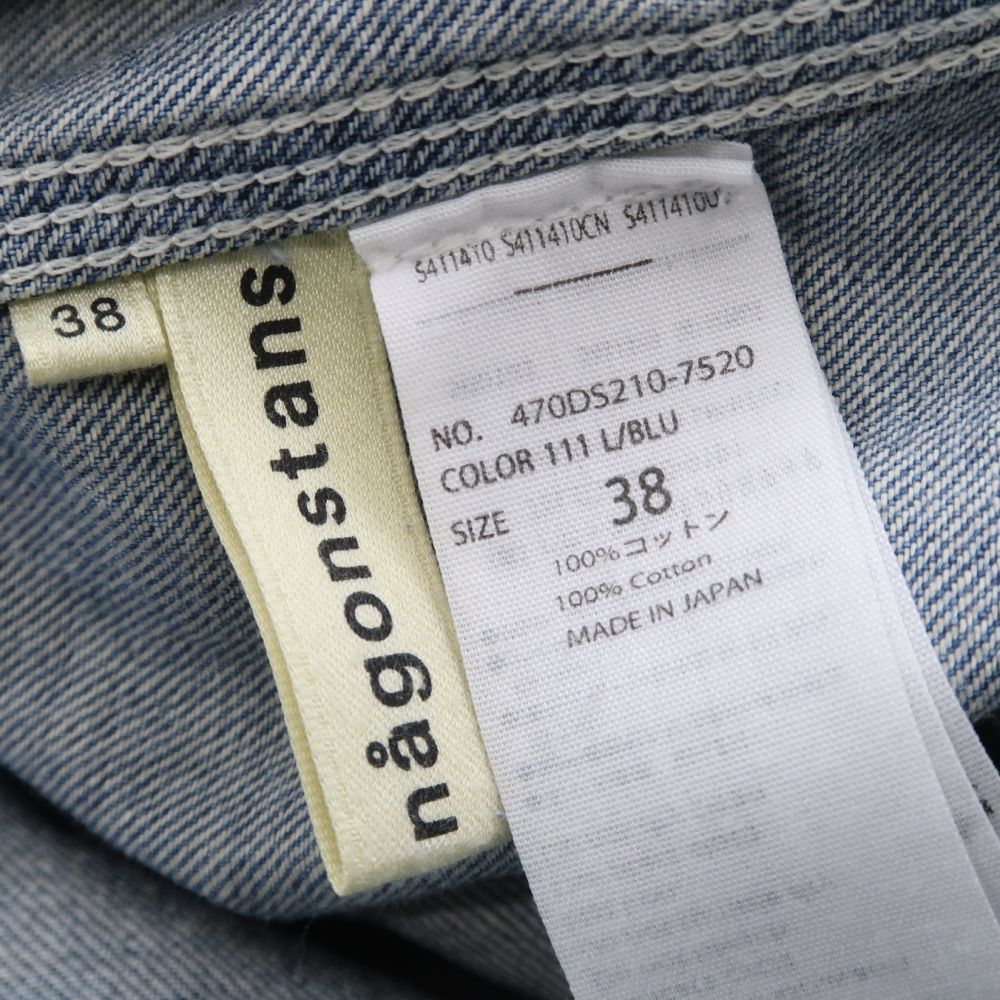 38
någonstans
S411410 S411410CN S411410U
NO. 470DS210-7520
COLOR 111 L/BLU
SIZE 38
100%コットン
100% Cotton
MADE IN JAPAN